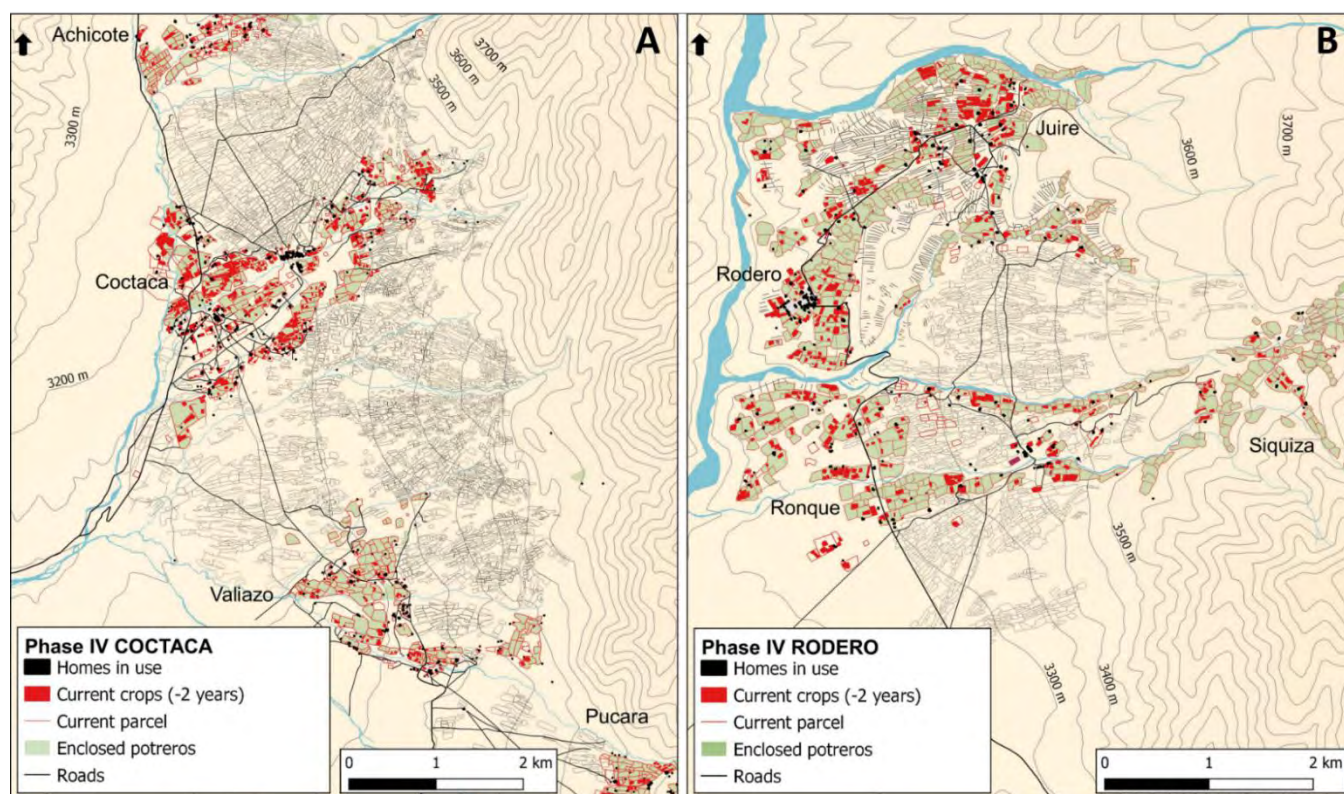 Achicote
A
3700 m
3600 m
3500 m
3300 m
Coctaca
3200 m
Valiazo
Pucara
Phase IV COCTACA
Homes in use
Current crops (-2 years)
Current parcel
Enclosed potreros
Roads
0 1 2 km
B
Juire
3600 m
3700 m
Rodero
Siquiza
Ronque
3500 m
3300 m
3400 m
Phase IV RODERO
Homes in use
Current crops (-2 years)
Current parcel
Enclosed potreros
Roads
0 1 2 km